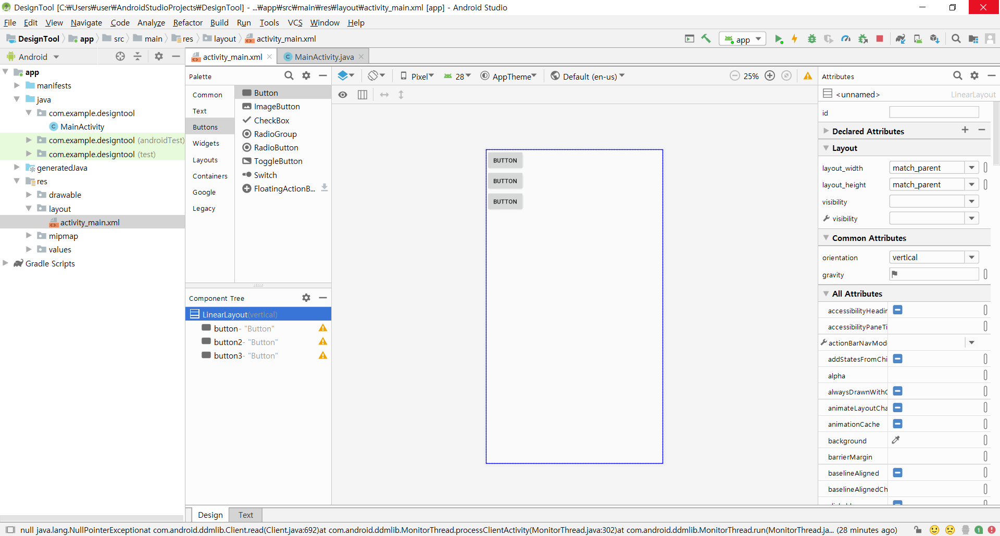 DesignTool [C:₩Users₩user₩AndroidStudioProjects₩DesignTool] - ...₩app₩src₩main₩res₩layout₩activity_main.xml [app] - Android Studio
File Edit View Navigate Code Analyze Refactor Build Run Tools VCS Window Help
DesignTool app src main res layout activity_main.xml
app
Android
activity_main.xml
MainActivity.java
app
manifests
java
com.example.designtool
MainActivity
com.example.designtool (androidTest)
com.example.designtool (test)
generatedJava
res
drawable
layout
activity_main.xml
mipmap
values
Gradle Scripts
Palette
Common
Text
Buttons
Widgets
Layouts
Containers
Google
Legacy
Button
ImageButton
CheckBox
RadioGroup
RadioButton
ToggleButton
Switch
FloatingActionB...
Component Tree
LinearLayout(vertical)
button- "Button"
button2- "Button"
button3- "Button"
Pixel 28 AppTheme Default (en-us) 25%
BUTTON
BUTTON
BUTTON
Attributes
<unnamed> LinearLayout
id
Declared Attributes
Layout
layout_width match_parent
layout_height match_parent
visibility
visibility
Common Attributes
orientation vertical
gravity
All Attributes
accessibilityHeadin
accessibilityPaneTi
actionBarNavMod
addStatesFromChi
alpha
alwaysDrawnWithC
animateLayoutCha
animationCache
background
barrierMargin
baselineAligned
baselineAlignedCh
Design Text
null java.lang.NullPointerExceptionat com.android.ddmlib.Client.read(Client.java:692)at com.android.ddmlib.MonitorThread.processClientActivity(MonitorThread.java:302)at com.android.ddmlib.MonitorThread.run(MonitorThread.ja... (28 minutes ago)
1